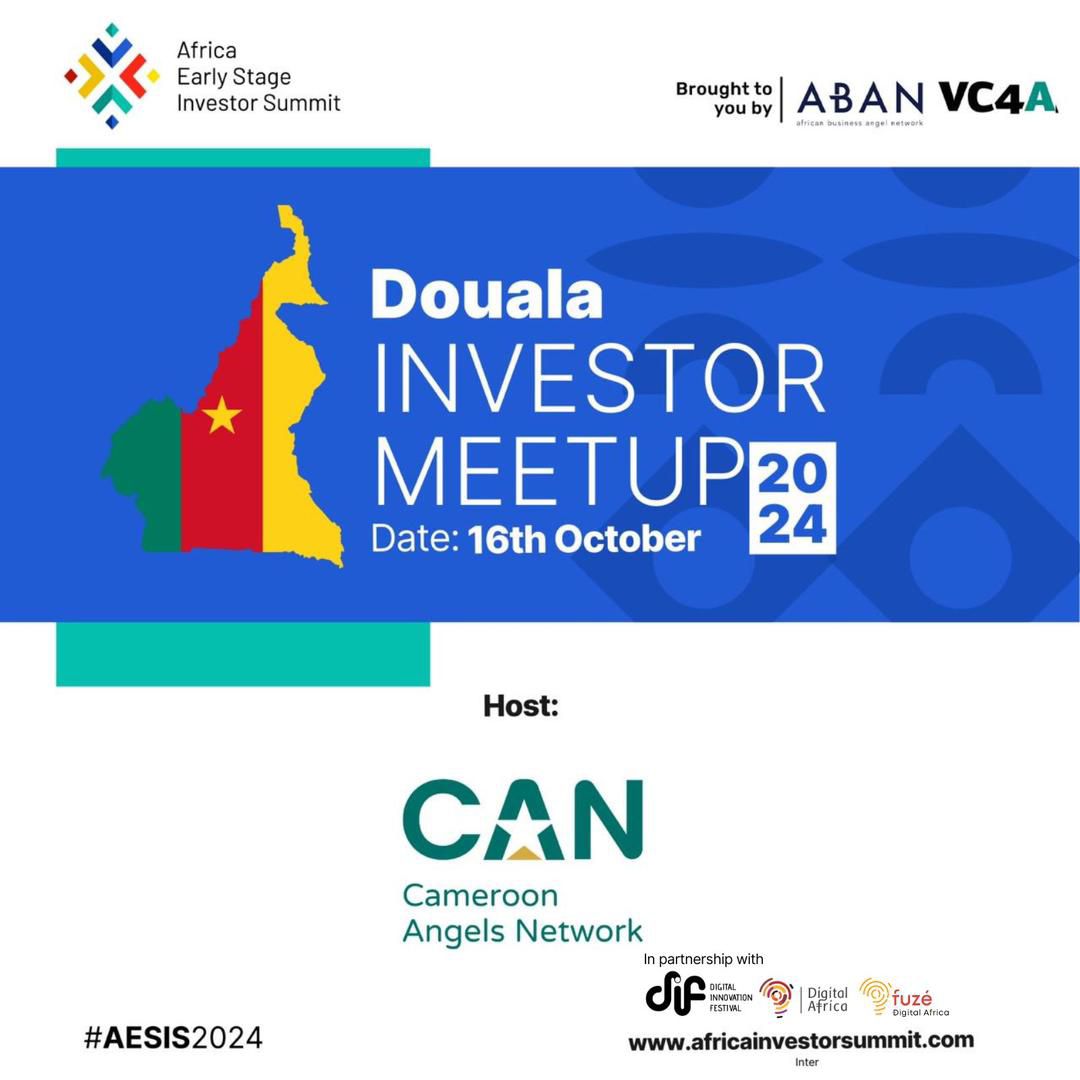 Africa
Early Stage
Investor Summit
Brought to
you by
ABAN
african business angel network
VC4A
Douala
INVESTOR
MEETUP
20
24
Date: 16th October
Host:
CAN
Cameroon
Angels Network
In partnership with
dif
DIGITAL
INNOVATION
FESTIVAL
Digital
Africa
fuzé
Digital Africa
#AESIS2024
www.africainvestorsummit.com
Inter